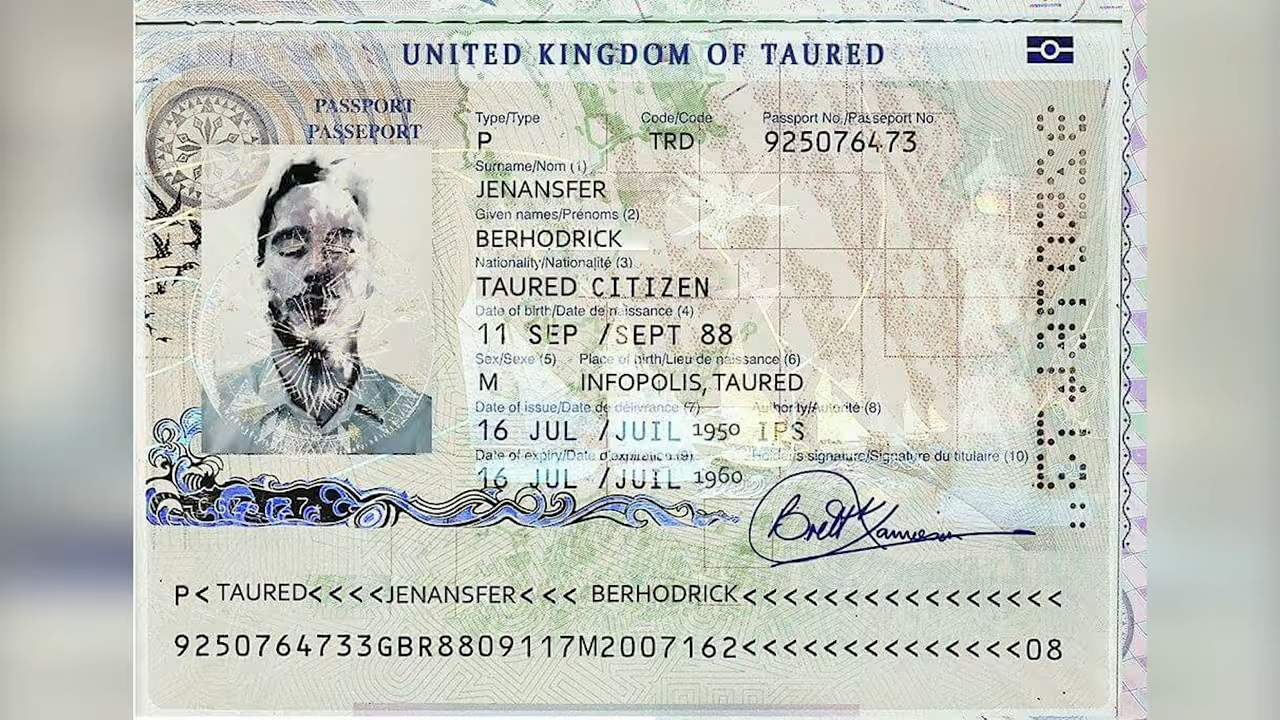 UNITED KINGDOM OF TAURED
PASSPORT
PASSEPORT
Type/Type Code/Code Passport No./Passeport No.
P TRD 925076473
Surname/Nom (1)
JENANSFER
Given names/Prénoms (2)
BERHODRICK
Nationality/Nationalité (3)
TAURED CITIZEN
Date of birth/Date de naissance (4)
11 SEP /SEPT 88
Sex/Sexe (5) Place of birth/Lieu de naissance (6)
M INFOPOLIS, TAURED
Date of issue/Date de délivrance (7) Authority/Autorité (8)
16 JUL /JUIL 1950 IPS
Date of expiry/Date d'expiration (9) Holder's signature/Signature du titulaire (10)
16 JUL /JUIL 1960
P< TAURED<<<<JENANSFER<<< BERHODRICK<<<<<<<<<<<<<<<<
9250764733GBR8809117M2007162<<<<<<<<<<<<<<08